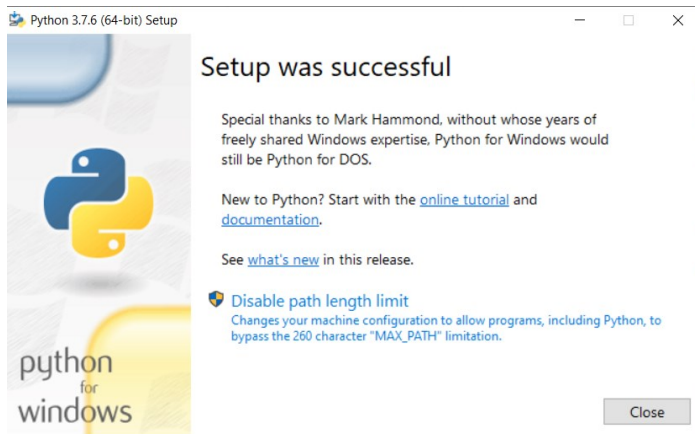 Python 3.7.6 (64-bit) Setup
Setup was successful
Special thanks to Mark Hammond, without whose years of
freely shared Windows expertise, Python for Windows would
still be Python for DOS.
New to Python? Start with the online tutorial and
documentation.
See what's new in this release.
Disable path length limit
Changes your machine configuration to allow programs, including Python, to
bypass the 260 character "MAX_PATH" limitation.
python
for
windows
Close